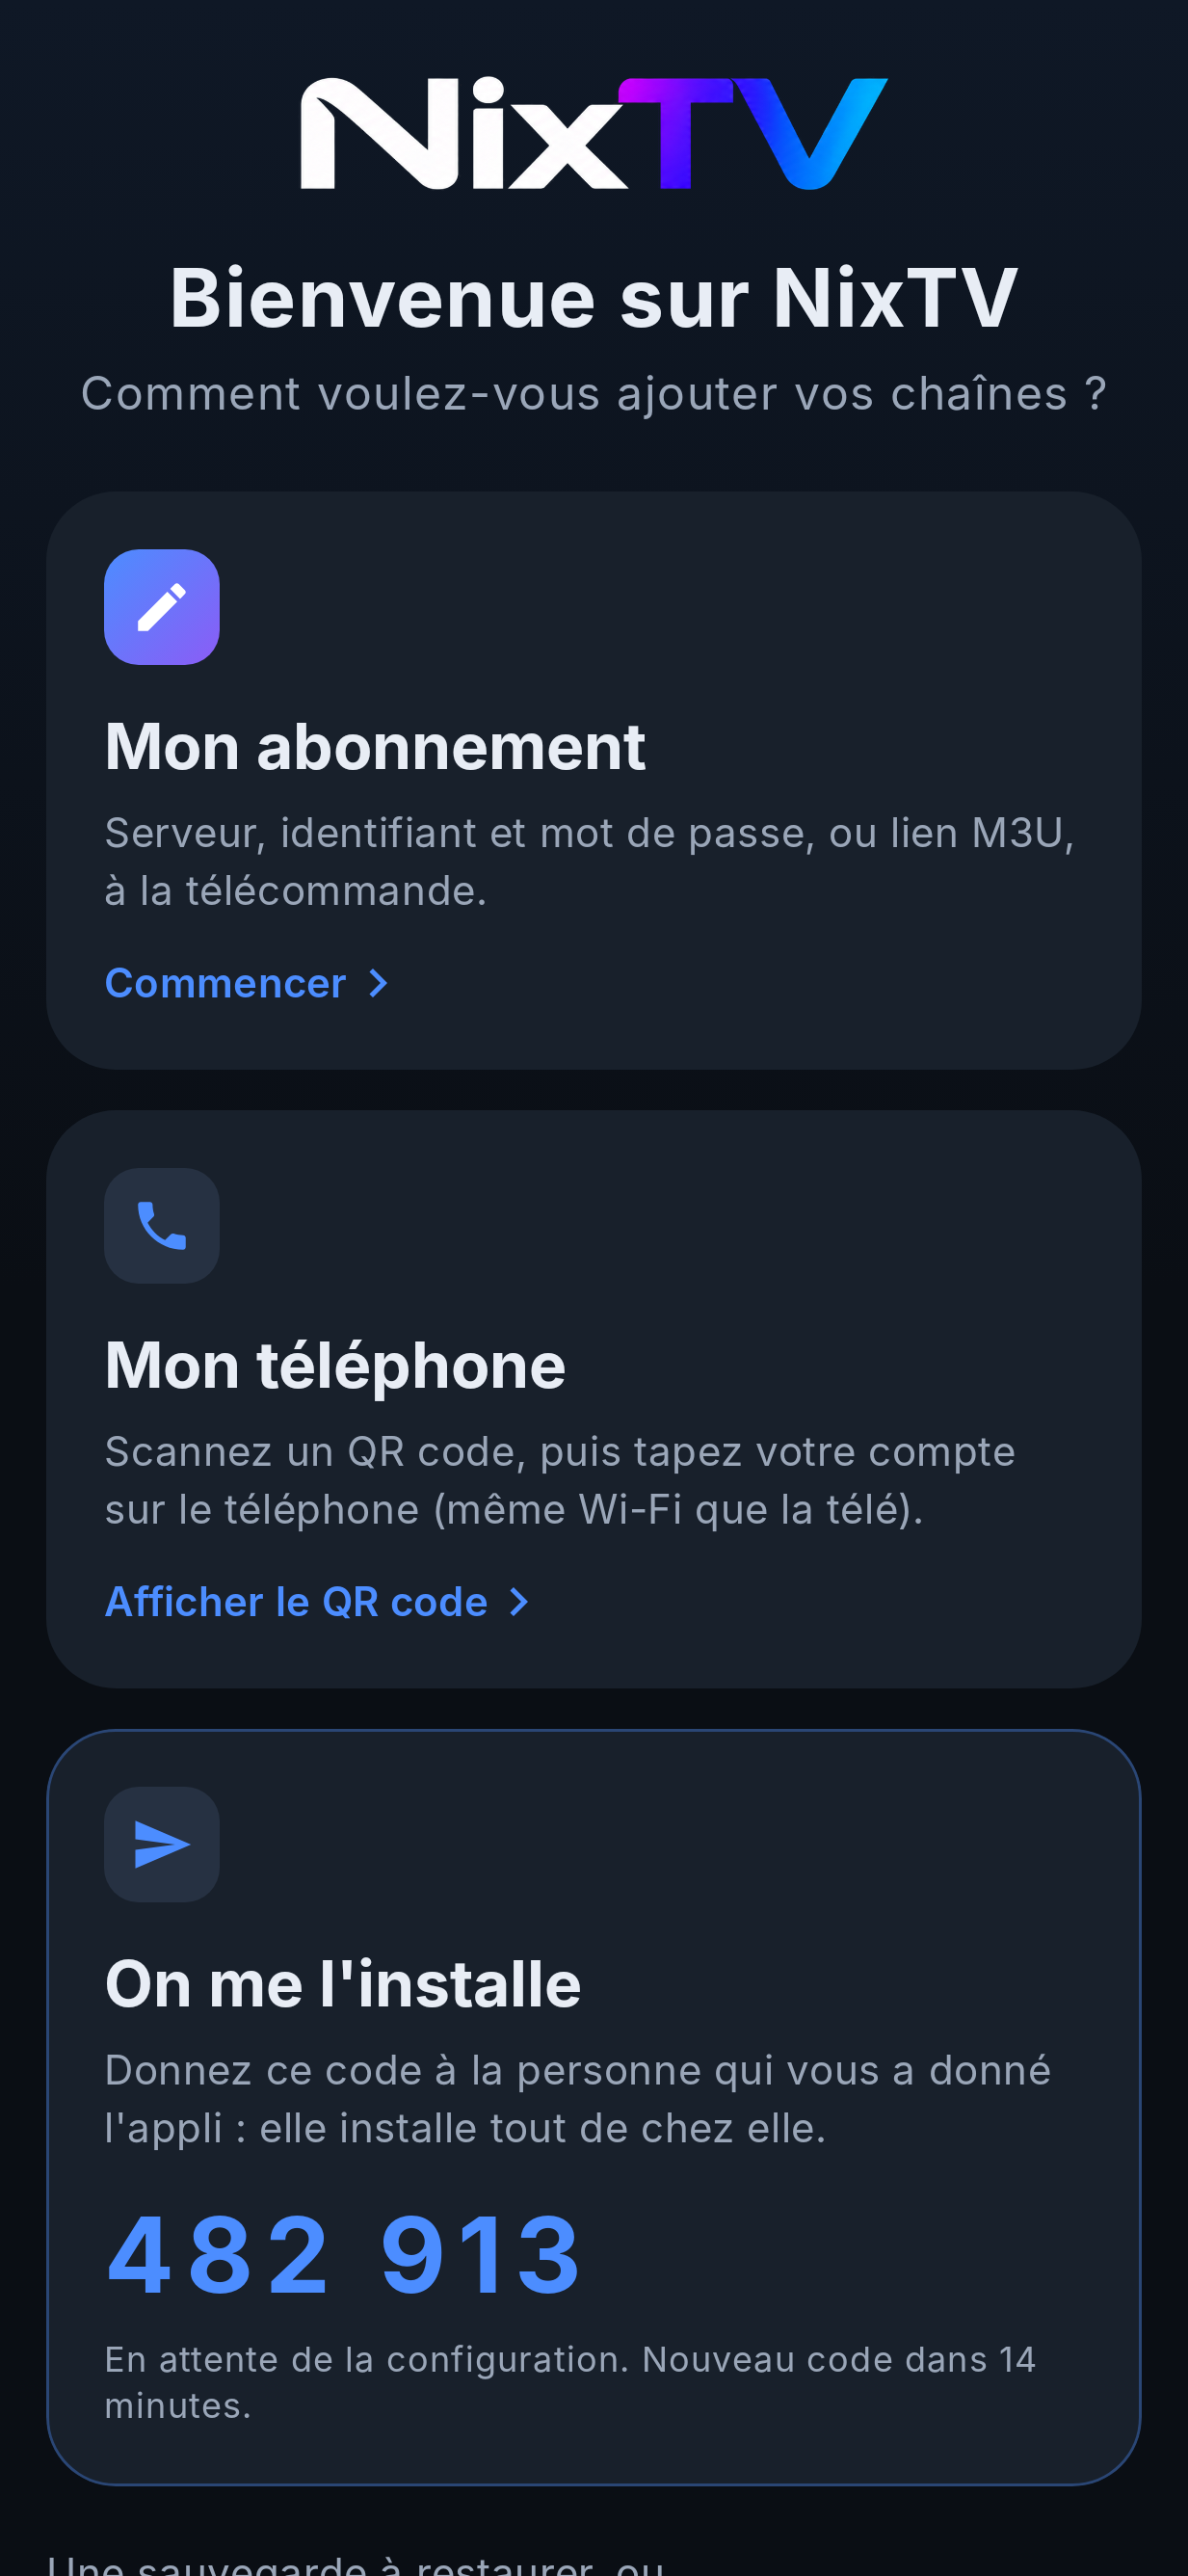 NixTV
Bienvenue sur NixTV
Comment voulez-vous ajouter vos chaînes ?
Mon abonnement
Serveur, identifiant et mot de passe, ou lien M3U,
à la télécommande.
Commencer
Mon téléphone
Scannez un QR code, puis tapez votre compte
sur le téléphone (même Wi-Fi que la télé).
Afficher le QR code
On me l'installe
Donnez ce code à la personne qui vous a donné
l'appli : elle installe tout de chez elle.
482 913
En attente de la configuration. Nouveau code dans 14
minutes.
Une sauvegarde à restaurer, ou